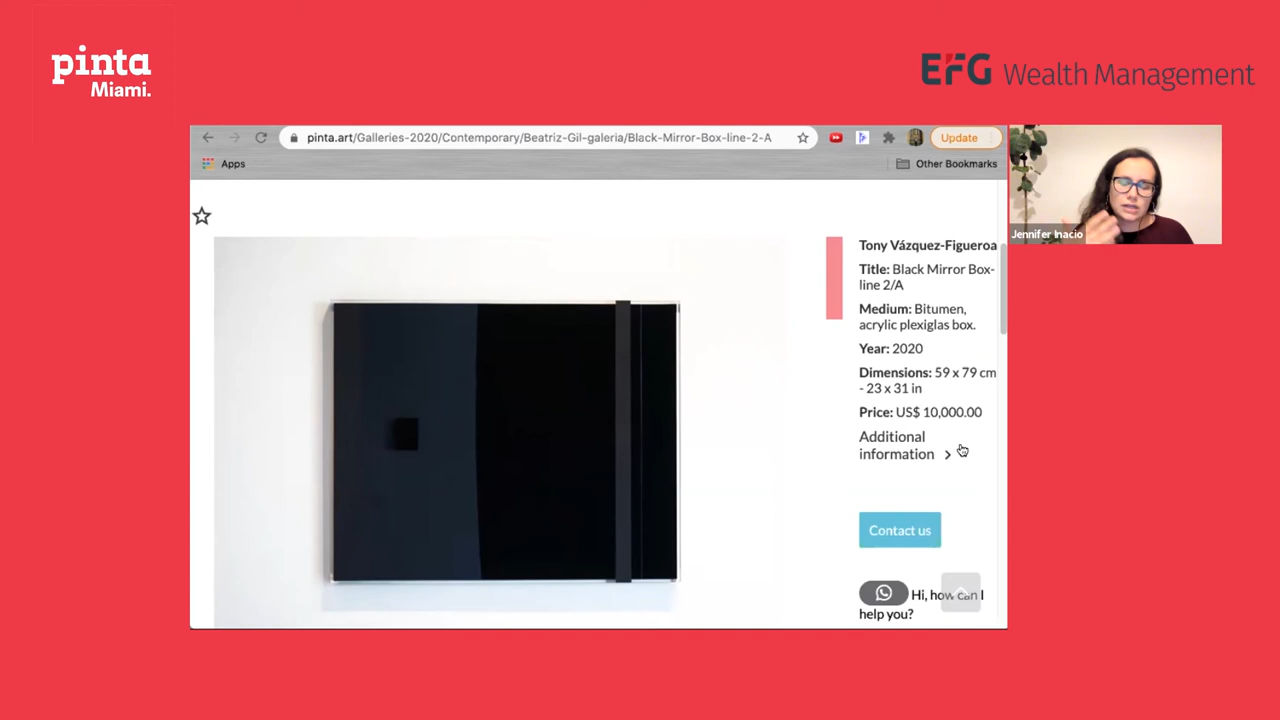 pinta
Miami.
EFG Wealth Management
pinta.art/Galleries-2020/Contemporary/Beatriz-Gil-galeria/Black-Mirror-Box-line-2-A
Update
Apps
Other Bookmarks
Jennifer Inacio
Tony Vázquez-Figueroa
Title: Black Mirror Box-
line 2/A
Medium: Bitumen,
acrylic plexiglas box.
Year: 2020
Dimensions: 59 x 79 cm
- 23 x 31 in
Price: US$ 10,000.00
Additional
information
Contact us
Hi, how can I
help you?